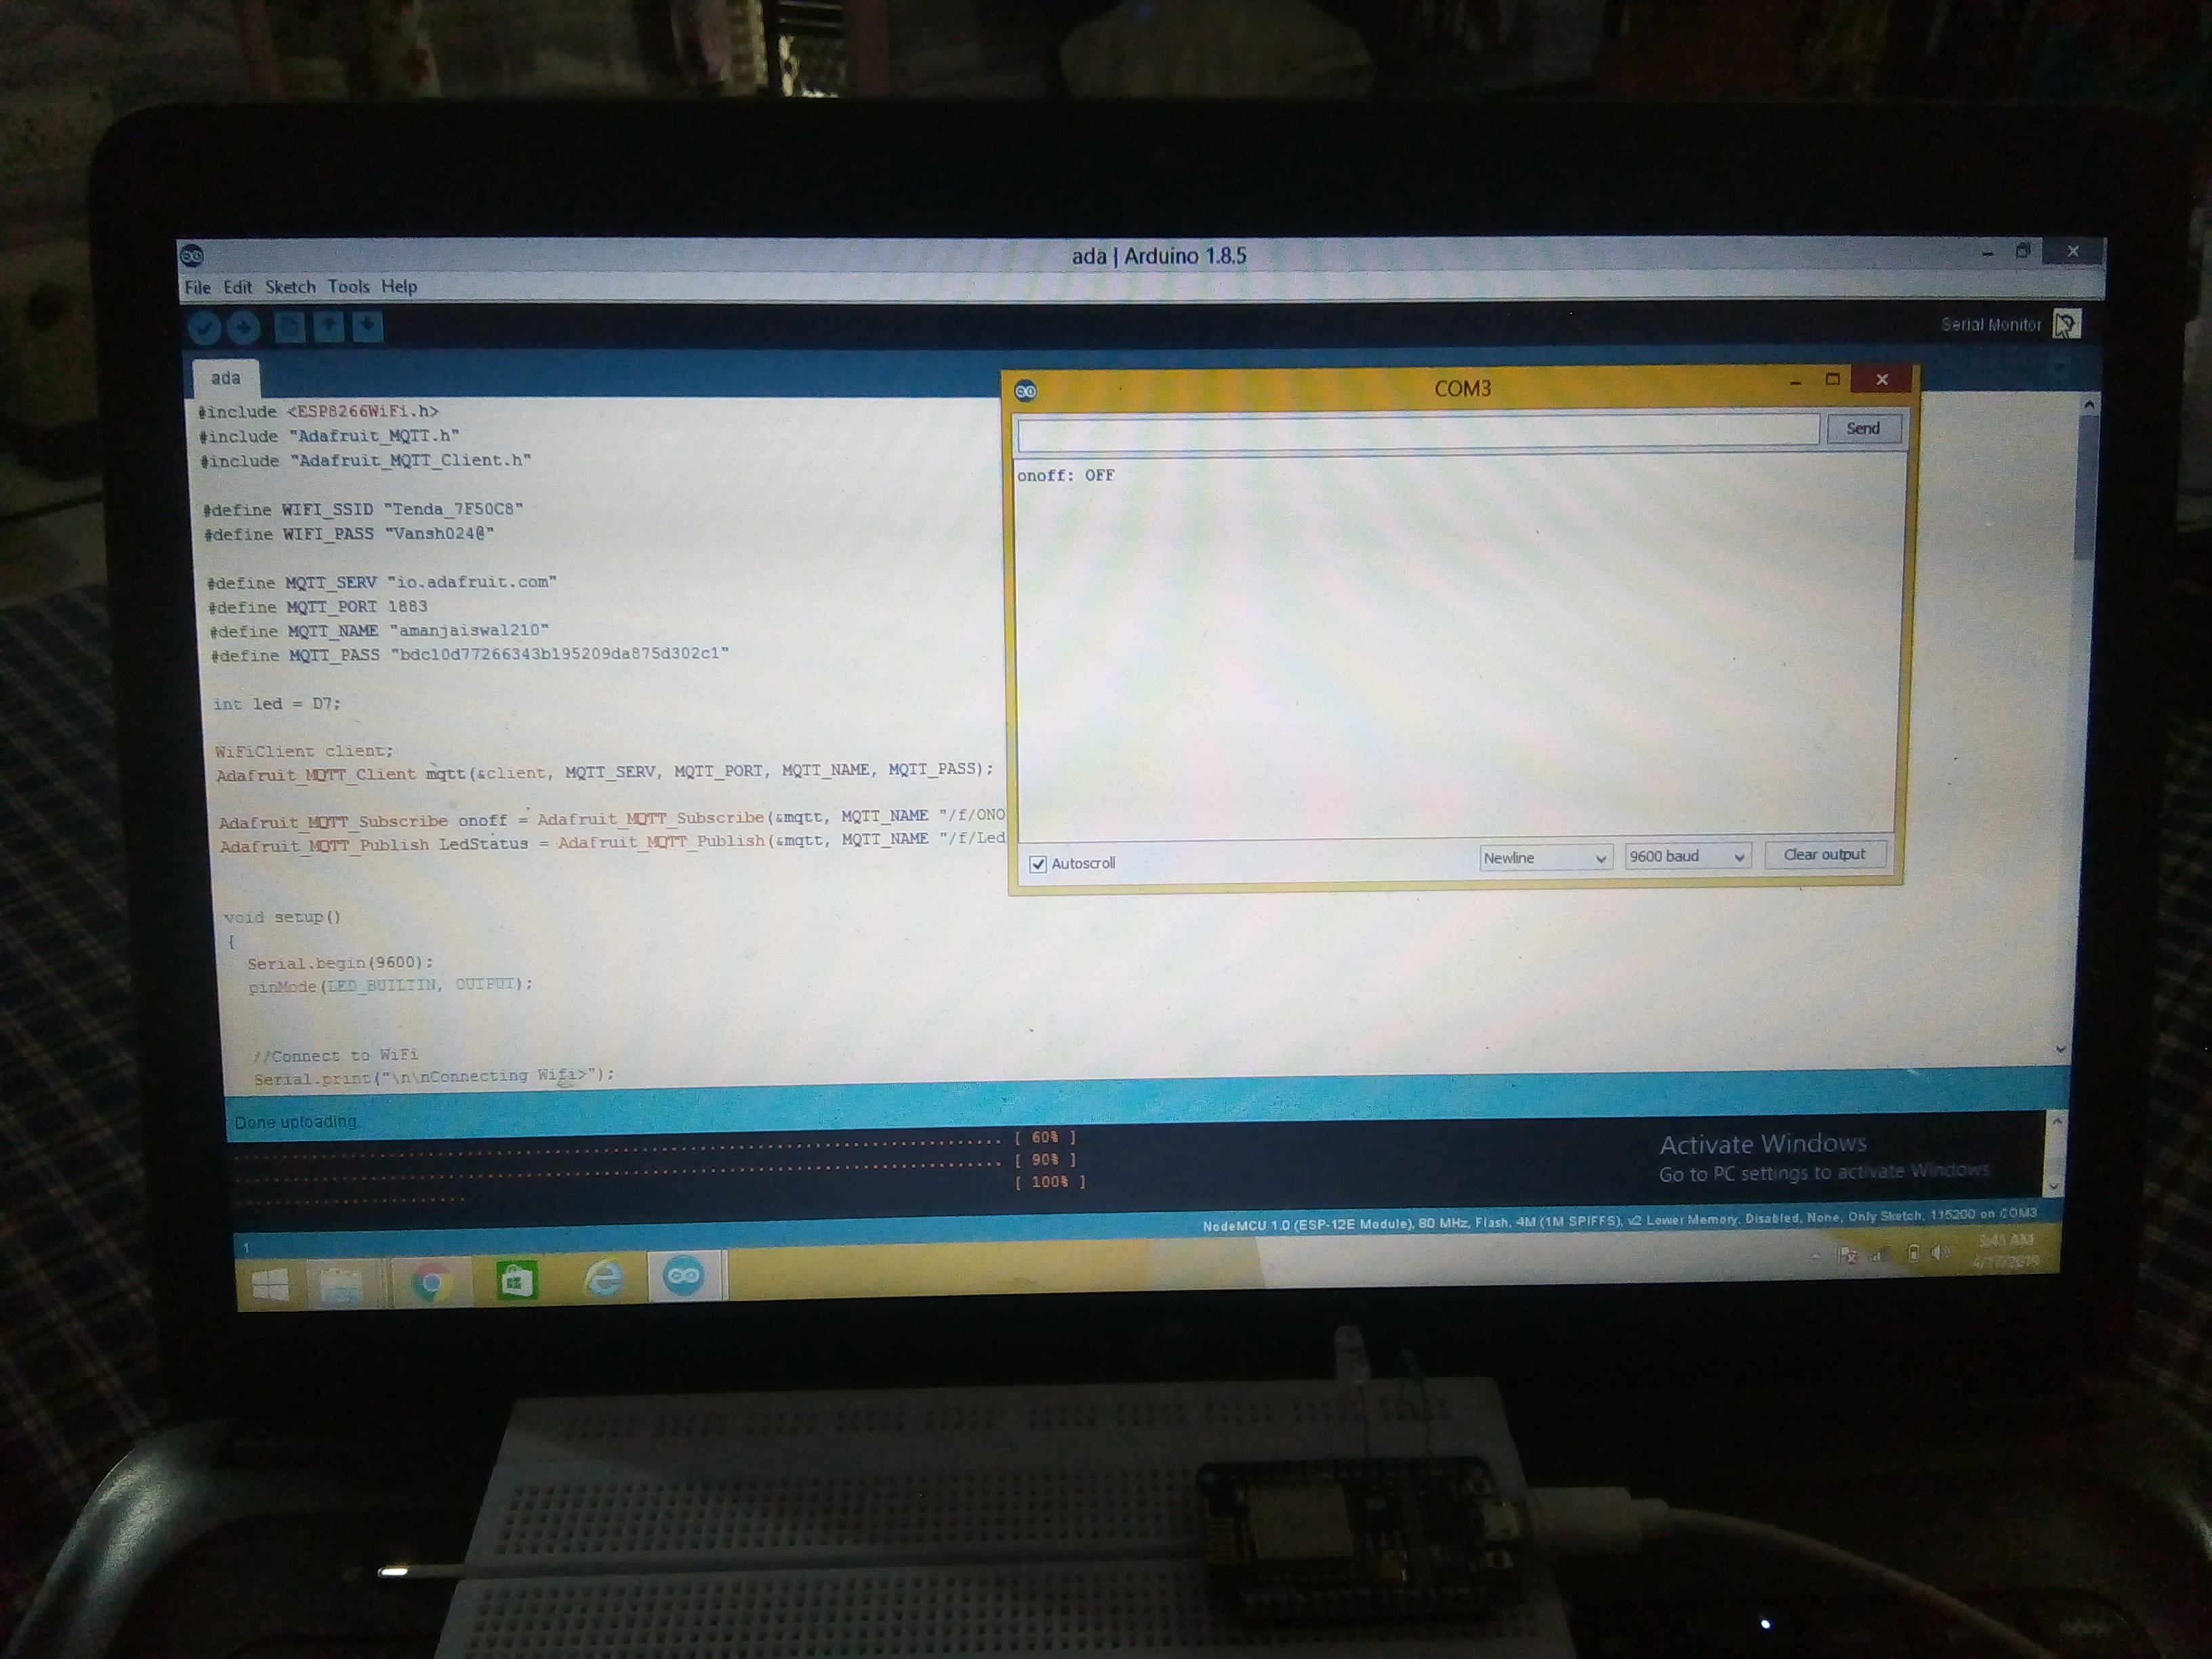 ada | Arduino 1.8.5
File Edit Sketch Tools Help
Serial Monitor
ada
#include <ESP8266WiFi.h>
#include "Adafruit_MQTT.h"
#include "Adafruit_MQTT_Client.h"
#define WIFI_SSID "Tenda_7F50C8"
#define WIFI_PASS "Vansh024@"
#define MQTT_SERV "io.adafruit.com"
#define MQTT_PORT 1883
#define MQTT_NAME "amanjaiswal210"
#define MQTT_PASS "bdc10d77266343b195209da875d302c1"
int led = D7;
WiFiClient client;
Adafruit_MQTT_Client mqtt(&client, MQTT_SERV, MQTT_PORT, MQTT_NAME, MQTT_PASS);
Adafruit_MQTT_Subscribe onoff = Adafruit_MQTT_Subscribe(&mqtt, MQTT_NAME "/f/ONO
Adafruit_MQTT_Publish LedStatus = Adafruit_MQTT_Publish(&mqtt, MQTT_NAME "/f/Led
void setup()
{
Serial.begin(9600);
pinMode(LED_BUILTIN, OUTPUT);
//Connect to WiFi
Serial.print("\n\nConnecting Wifi>");
COM3
Send
onoff: OFF
Autoscroll
Newline
9600 baud
Clear output
Done uploading.
................................................................................ [ 60% ]
................................................................................ [ 90% ]
........................ [ 100% ]
Activate Windows
Go to PC settings to activate Windows.
NodeMCU 1.0 (ESP-12E Module), 80 MHz, Flash, 4M (1M SPIFFS), v2 Lower Memory, Disabled, None, Only Sketch, 115200 on COM3
1
4/17/2019